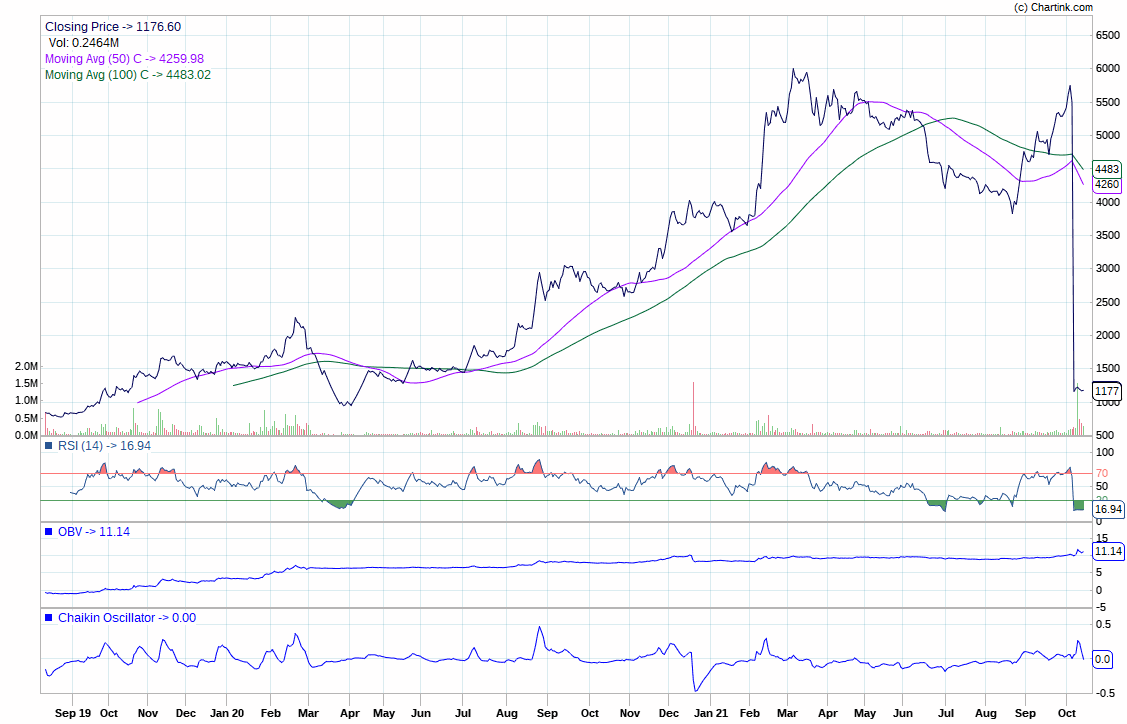 (c) Chartink.com
Closing Price -> 1176.60
Vol: 0.2464M
Moving Avg (50) C -> 4259.98
Moving Avg (100) C -> 4483.02
6500
6000
5500
5000
4483
4260
4000
3500
3000
2500
2000
1500
1177
1000
500
2.0M
1.5M
1.0M
0.5M
0.0M
RSI (14) -> 16.94
100
70
50
16.94
0
OBV -> 11.14
15
11.14
5
0
-5
Chaikin Oscillator -> 0.00
0.5
0.0
-0.5
Sep 19 Oct Nov Dec Jan 20 Feb Mar Apr May Jun Jul Aug Sep Oct Nov Dec Jan 21 Feb Mar Apr May Jun Jul Aug Sep Oct